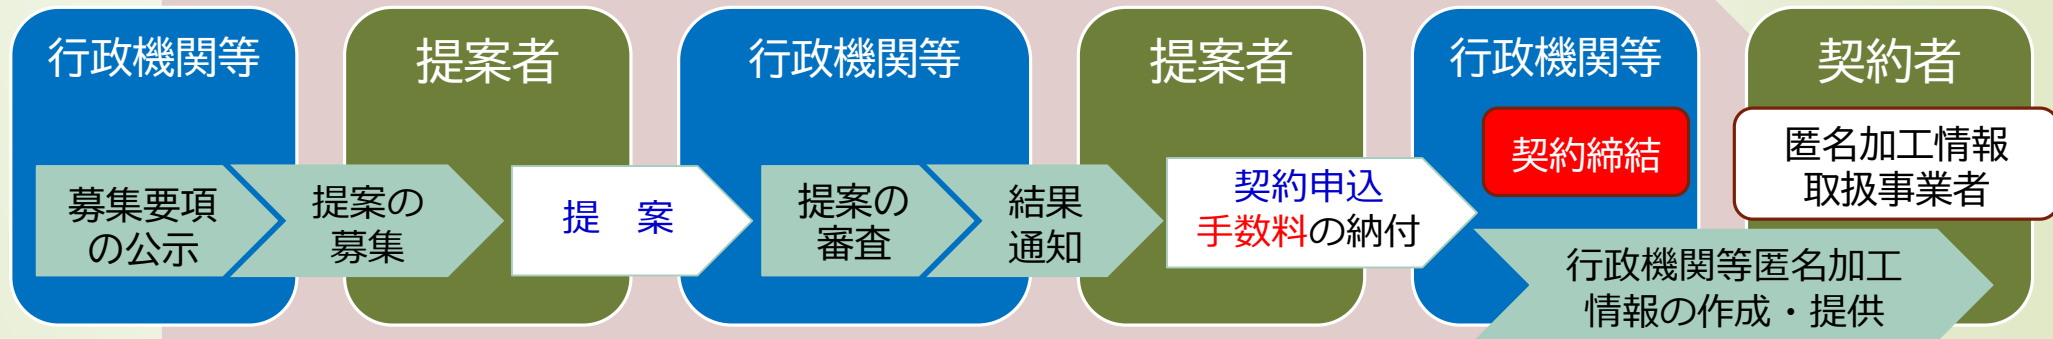 行政機関等
募集要項
の公示
提案の
募集
提案者
提　案
行政機関等
提案の
審査
結果
通知
提案者
契約申込
手数料の納付
行政機関等
契約締結
契約者
匿名加工情報
取扱事業者
行政機関等匿名加工
情報の作成・提供